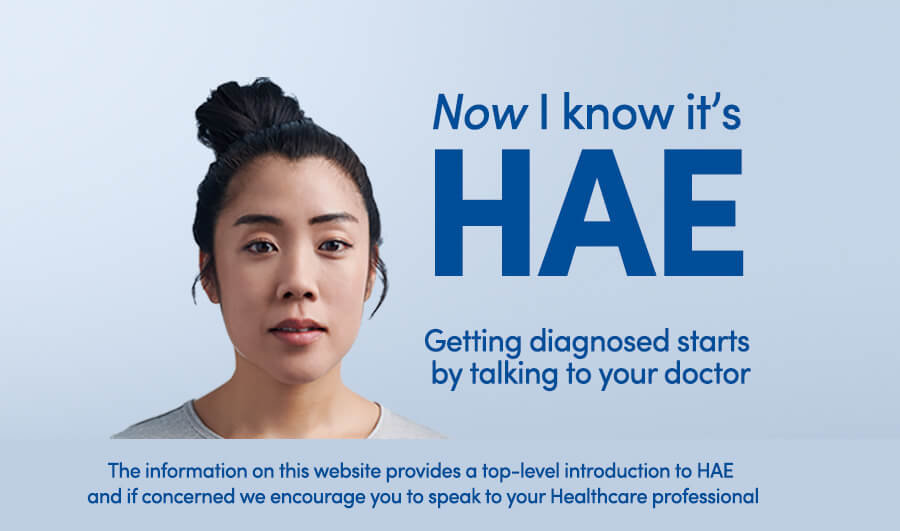 Now I know it's
HAE
Getting diagnosed starts
by talking to your doctor
The information on this website provides a top-level introduction to HAE
and if concerned we encourage you to speak to your Healthcare professional